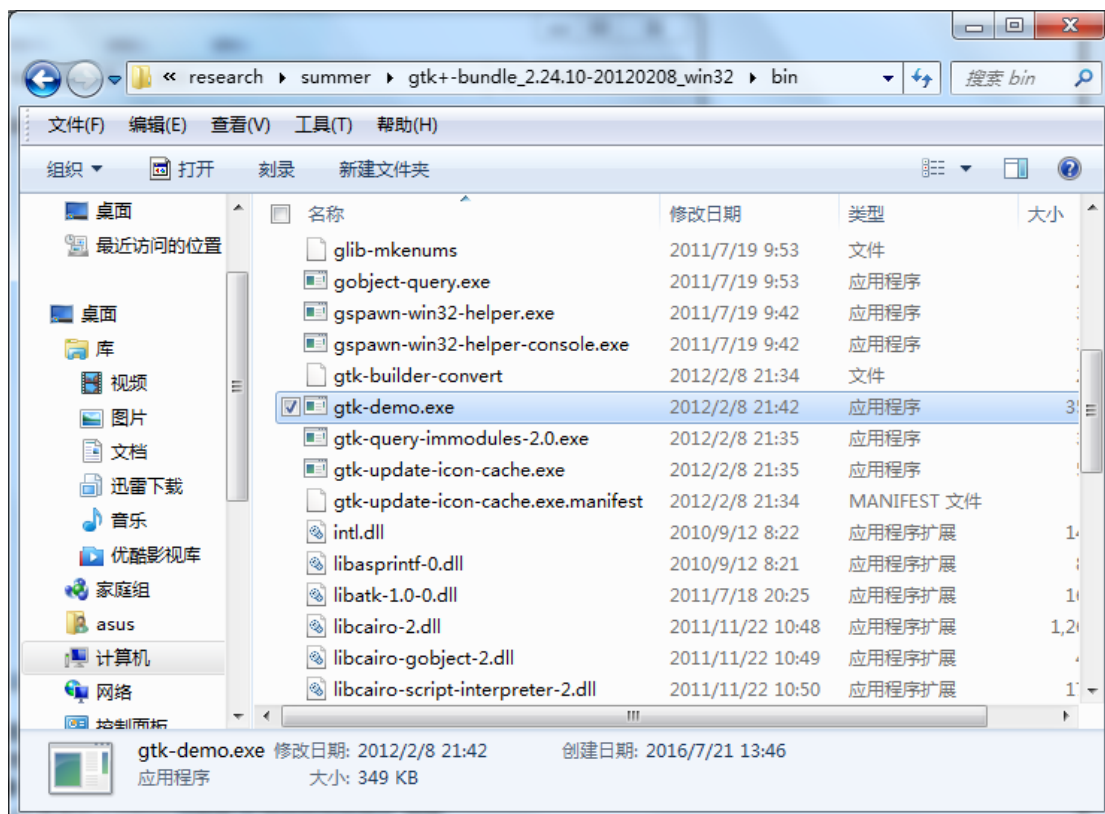 « research ▸ summer ▸ gtk+-bundle_2.24.10-20120208_win32 ▸ bin 搜索 bin
文件(F) 编辑(E) 查看(V) 工具(T) 帮助(H)
组织 打开 刻录 新建文件夹
桌面
最近访问的位置
桌面
库
视频
图片
文档
迅雷下载
音乐
优酷影视库
家庭组
asus
计算机
网络
控制面板
名称 修改日期 类型 大小
glib-mkenums 2011/7/19 9:53 文件
gobject-query.exe 2011/7/19 9:53 应用程序
gspawn-win32-helper.exe 2011/7/19 9:42 应用程序
gspawn-win32-helper-console.exe 2011/7/19 9:42 应用程序
gtk-builder-convert 2012/2/8 21:34 文件
gtk-demo.exe 2012/2/8 21:42 应用程序
gtk-query-immodules-2.0.exe 2012/2/8 21:35 应用程序
gtk-update-icon-cache.exe 2012/2/8 21:35 应用程序
gtk-update-icon-cache.exe.manifest 2012/2/8 21:34 MANIFEST 文件
intl.dll 2010/9/12 8:22 应用程序扩展
libasprintf-0.dll 2010/9/12 8:21 应用程序扩展
libatk-1.0-0.dll 2011/7/18 20:25 应用程序扩展
libcairo-2.dll 2011/11/22 10:48 应用程序扩展
libcairo-gobject-2.dll 2011/11/22 10:49 应用程序扩展
libcairo-script-interpreter-2.dll 2011/11/22 10:50 应用程序扩展
gtk-demo.exe 修改日期: 2012/2/8 21:42 创建日期: 2016/7/21 13:46
应用程序 大小: 349 KB